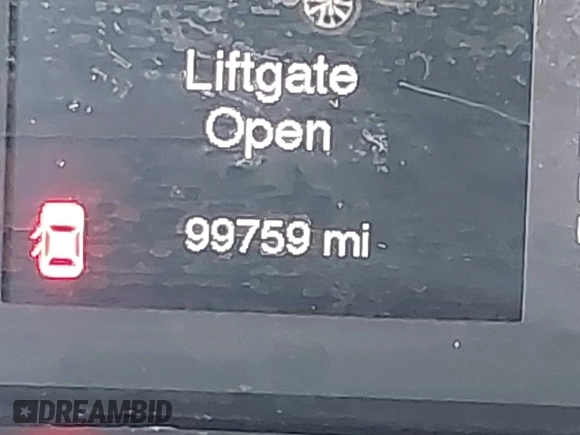 Liftgate
Open
99759 mi
DREAMBID